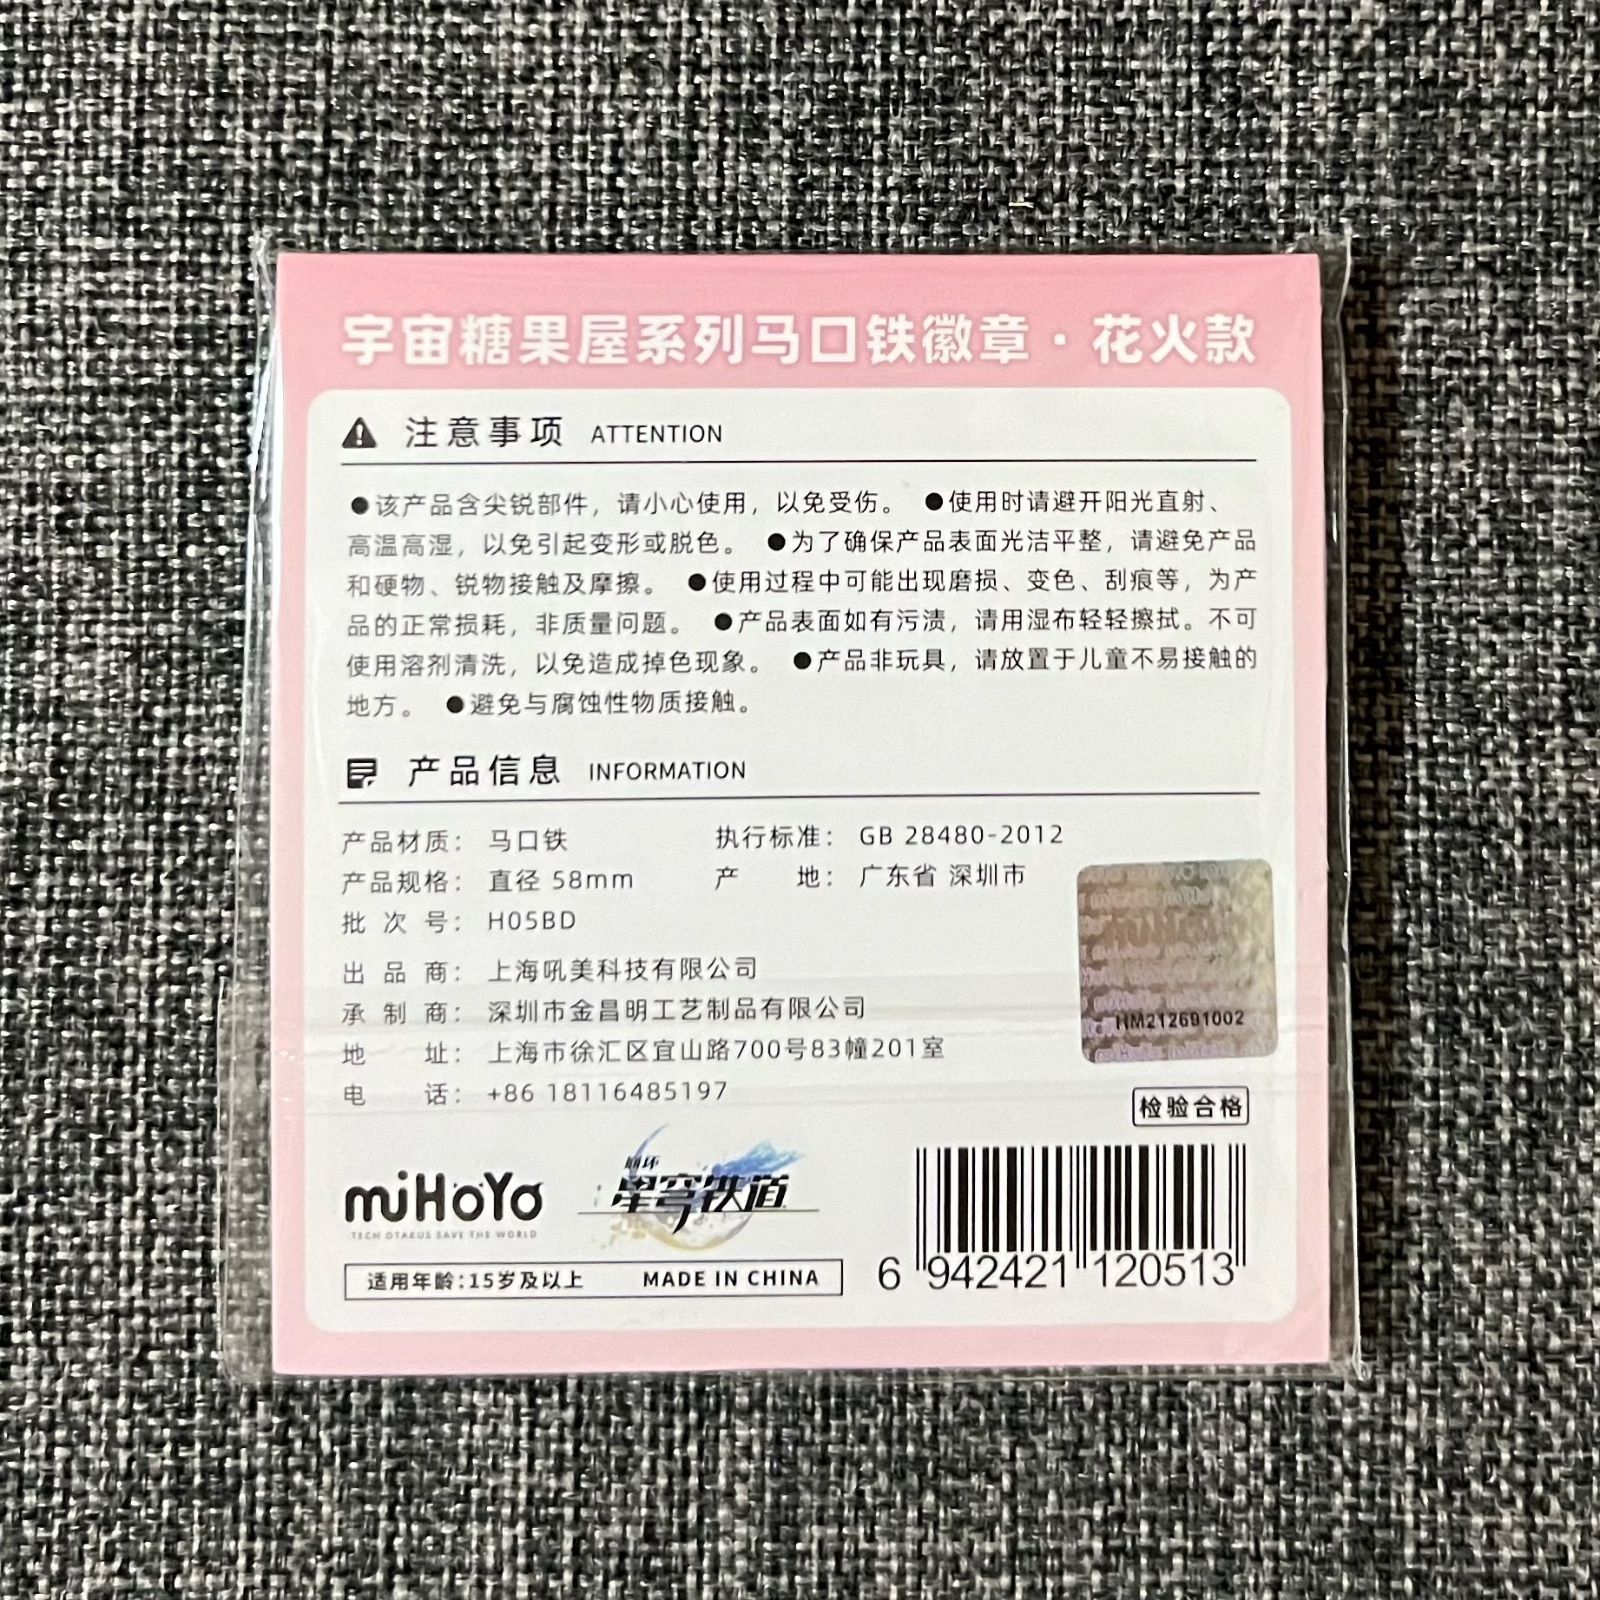 宇宙糖果屋系列马口铁徽章·花火款
注意事项 ATTENTION
●该产品含尖锐部件，请小心使用，以免受伤。 ●使用时请避开阳光直射、
高温高湿，以免引起变形或脱色。 ●为了确保产品表面光洁平整，请避免产品
和硬物、锐物接触及摩擦。 ●使用过程中可能出现磨损、变色、刮痕等，为产
品的正常损耗，非质量问题。 ●产品表面如有污渍，请用湿布轻轻擦拭。不可
使用溶剂清洗，以免造成掉色现象。 ●产品非玩具，请放置于儿童不易接触的
地方。 ●避免与腐蚀性物质接触。
产品信息 INFORMATION
产品材质： 马口铁 执行标准： GB 28480-2012
产品规格： 直径 58mm 产 地： 广东省 深圳市
批 次 号： H05BD
出 品 商： 上海吼美科技有限公司
承 制 商： 深圳市金昌明工艺制品有限公司
地 址： 上海市徐汇区宜山路700号83幢201室
电 话： +86 18116485197
HM212691002
检验合格
miHoYo
TECH OTAKUS SAVE THE WORLD
崩坏
星穹铁道
适用年龄:15岁及以上 MADE IN CHINA
6 942421 120513